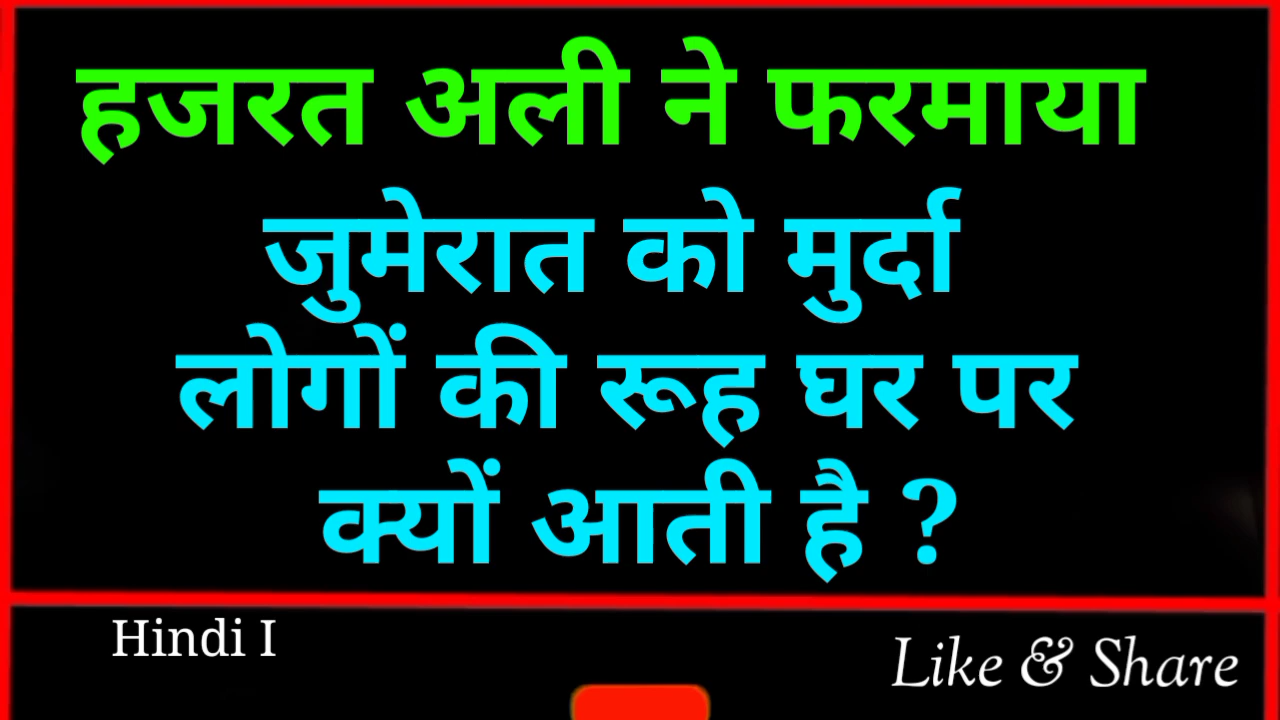 हजरत अली ने फरमाया
जुमेरात को मुर्दा
लोगों की रूह घर पर
क्यों आती है ?
Hindi I
Like & Share